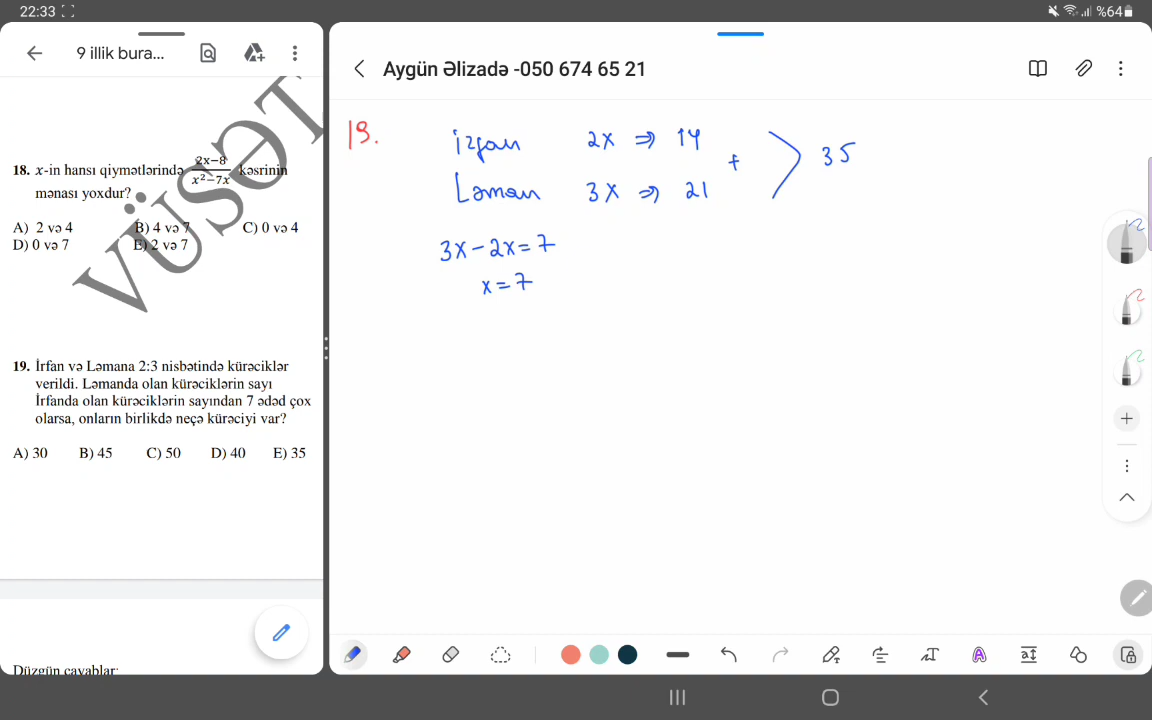 22:33
%64
9 illik bura...
VÜSƏT
18. x-in hansı qiymətlərində 2x−8 / x²−7x kəsrinin
mənası yoxdur?
A) 2 və 4 B) 4 və 7 C) 0 və 4
D) 0 və 7 E) 2 və 7
19. İrfan və Ləmana 2:3 nisbətində kürəciklər
verildi. Ləmanda olan kürəciklərin sayı
İrfanda olan kürəciklərin sayından 7 ədəd çox
olarsa, onların birlikdə neçə kürəciyi var?
A) 30 B) 45 C) 50 D) 40 E) 35
Düzgün cavablar:
Aygün Əlizadə -050 674 65 21
19.
İrfan 2x ⇒ 14
+ 35
Ləman 3x ⇒ 21
3x−2x=7
x=7